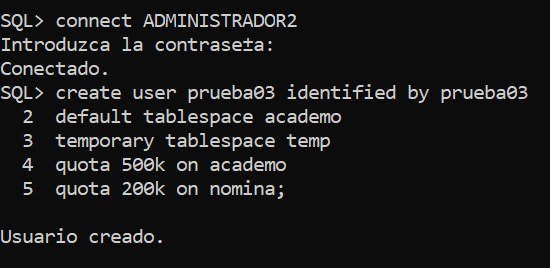 SQL> connect ADMINISTRADOR2
Introduzca la contrase±a:
Conectado.
SQL> create user prueba03 identified by prueba03
  2  default tablespace academo
  3  temporary tablespace temp
  4  quota 500k on academo
  5  quota 200k on nomina;

Usuario creado.